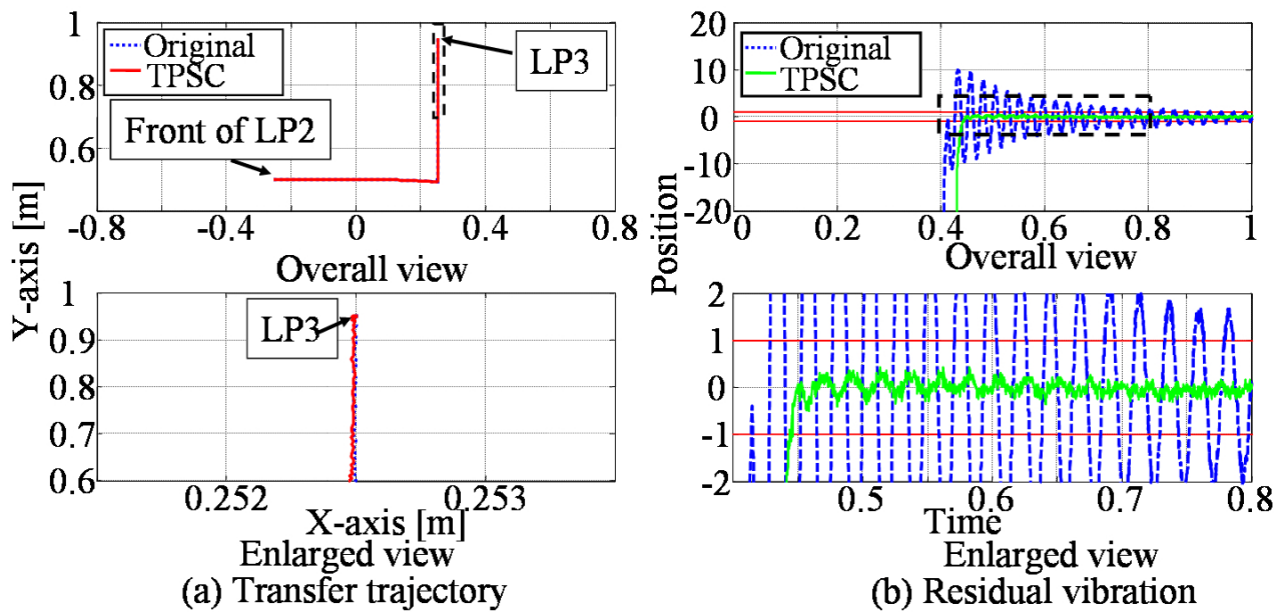 1
Original
TPSC
LP3
0.8
Front of LP2
0.6
-0.8
-0.4
0
0.4
0.8
Overall view
Y-axis [m]
1
LP3
0.9
0.8
0.7
0.6
0.252
0.253
X-axis [m]
Enlarged view
(a) Transfer trajectory
20
Original
TPSC
10
0
-10
-20
0
0.2
0.4
0.6
0.8
1
Overall view
Position
2
1
0
-1
-2
0.5
0.6
0.7
0.8
Time
Enlarged view
(b) Residual vibration